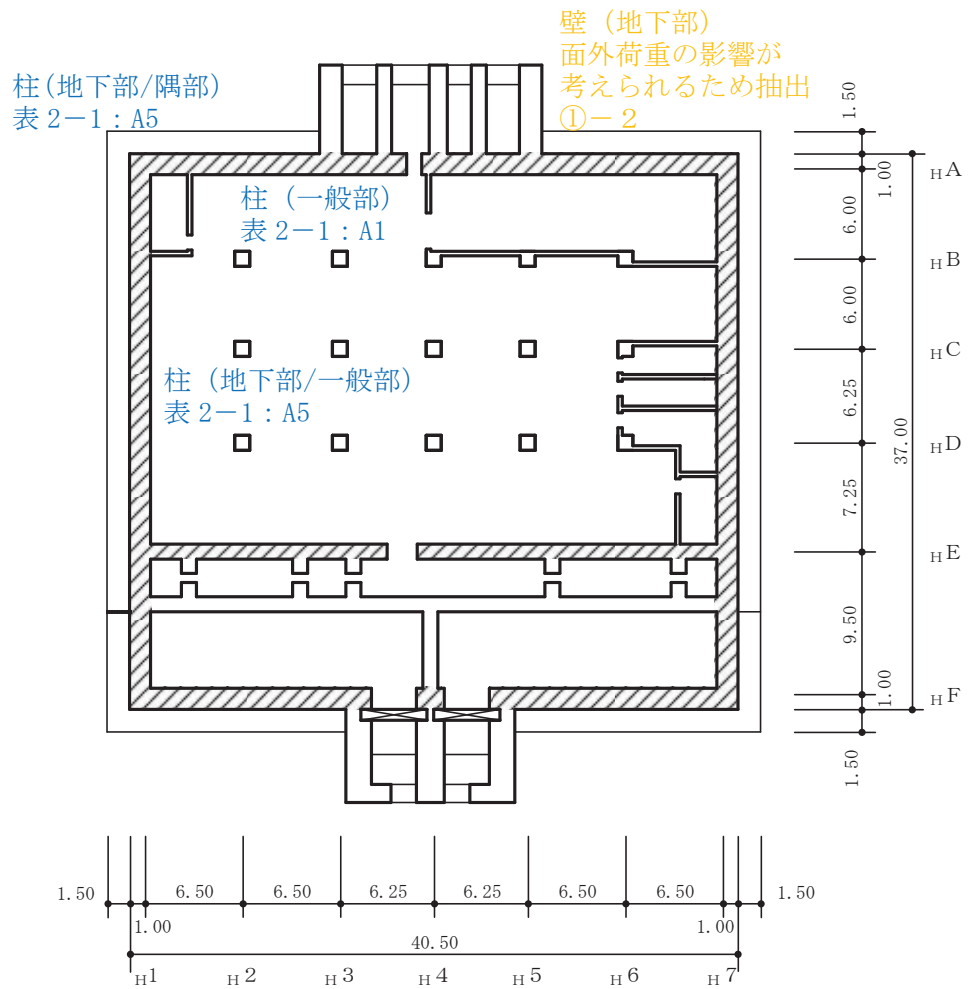 壁（地下部）
面外荷重の影響が
考えられるため抽出
①－２
柱(地下部/隅部)
表２－１：A5
柱（一般部）
表２－１：A1
柱（地下部/一般部）
表２－１：A5
1.50
1.00
HA
6.00
HB
6.00
HC
6.25
37.00
HD
7.25
HE
9.50
1.00
HF
1.50
1.50
6.50
6.50
6.25
6.25
6.50
6.50
1.50
1.00
1.00
40.50
H1
H2
H3
H4
H5
H6
H7